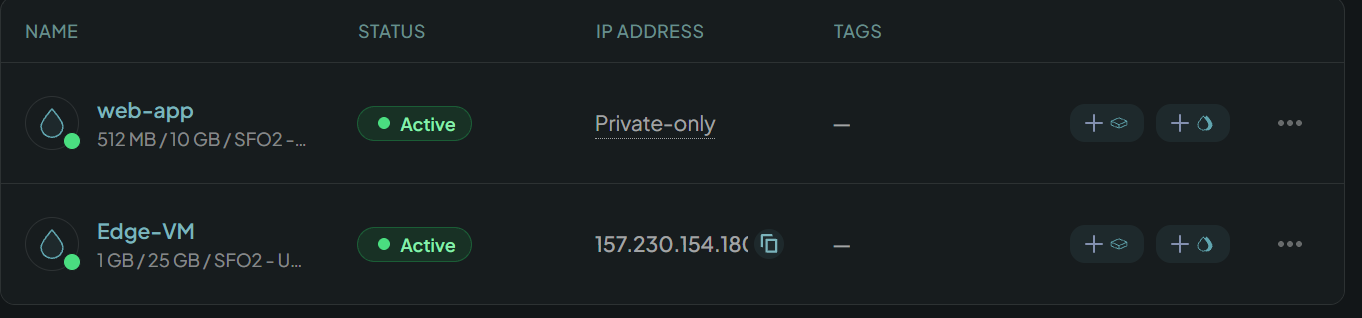 NAME STATUS IP ADDRESS TAGS
web-app
512 MB / 10 GB / SFO2 -...
Active
Private-only
—
Edge-VM
1 GB / 25 GB / SFO2 - U...
Active
157.230.154.180
—